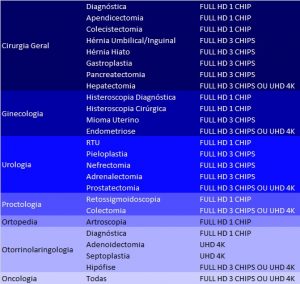 Diagnóstica FULL HD 1 CHIP
Apendicectomia FULL HD 1 CHIP
Colecistectomia FULL HD 1 CHIP
Hérnia Umbilical/Inguinal FULL HD 3 CHIPS
Cirurgia Geral Hérnia Hiato FULL HD 3 CHIPS
Gastroplastia FULL HD 3 CHIPS
Pancreatectomia FULL HD 3 CHIPS
Hepatectomia FULL HD 3 CHIPS OU UHD 4K
Histeroscopia Diagnóstica FULL HD 1 CHIP
Histeroscopia Cirúrgica FULL HD 1 CHIP
Ginecologia Mioma Uterino FULL HD 3 CHIPS
Endometriose FULL HD 3 CHIPS OU UHD 4K
RTU FULL HD 1 CHIP
Pieloplastia FULL HD 3 CHIPS
Urologia Nefrectomia FULL HD 3 CHIPS
Adrenalectomia FULL HD 3 CHIPS
Prostatectomia FULL HD 3 CHIPS OU UHD 4K
Proctologia Retossigmoidoscopia FULL HD 1 CHIP
Colectomia FULL HD 3 CHIPS OU UHD 4K
Ortopedia Artroscopia FULL HD 1 CHIP
Diagnóstica FULL HD 1 CHIP
Otorrinolaringologia Adenoidectomia UHD 4K
Septoplastia UHD 4K
Hipófise FULL HD 3 CHIPS OU UHD 4K
Oncologia Todas FULL HD 3 CHIPS OU UHD 4K